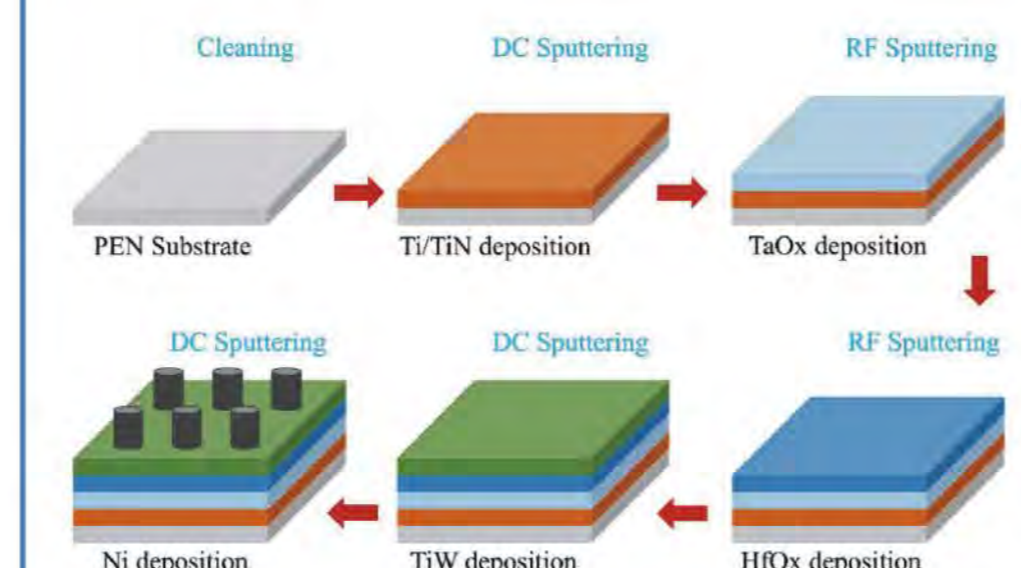 Cleaning
DC Sputtering
RF Sputtering
PEN Substrate
Ti/TiN deposition
TaOx deposition
DC Sputtering
DC Sputtering
RF Sputtering
Ni deposition
TiW deposition
HfOx deposition